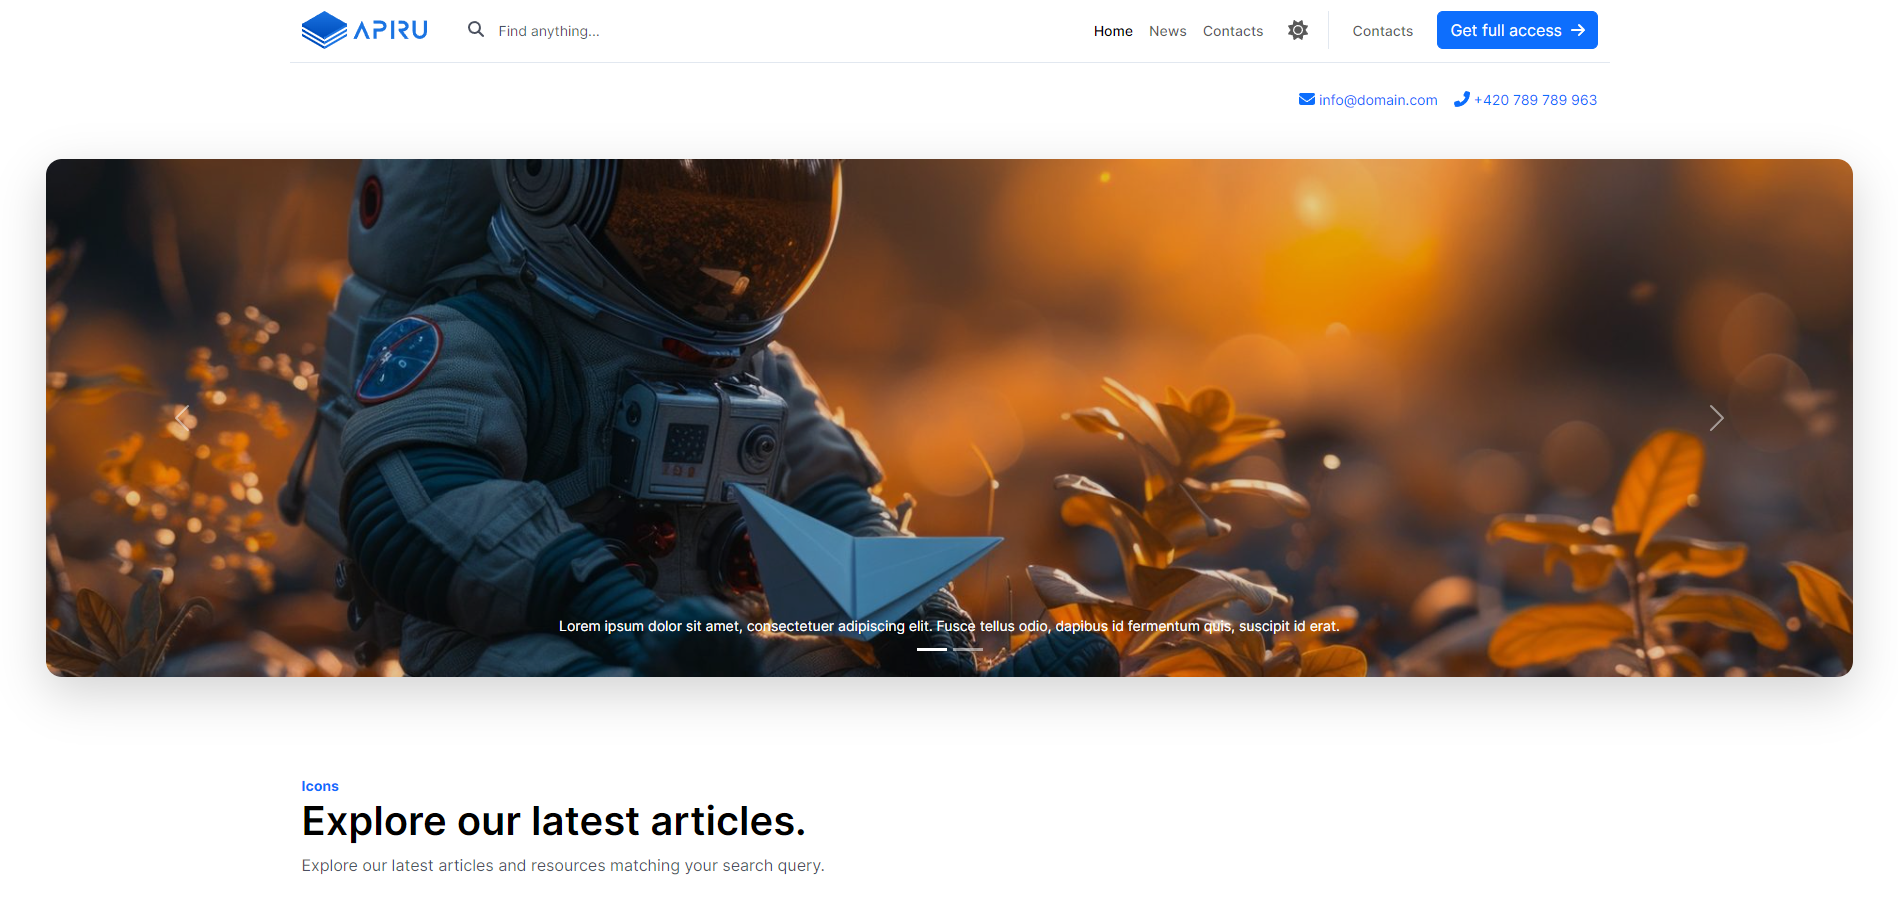 APIRU
Find anything...
Home
News
Contacts
Contacts
Get full access
info@domain.com
+420 789 789 963
Lorem ipsum dolor sit amet, consectetuer adipiscing elit. Fusce tellus odio, dapibus id fermentum quis, suscipit id erat.
Icons
Explore our latest articles.
Explore our latest articles and resources matching your search query.